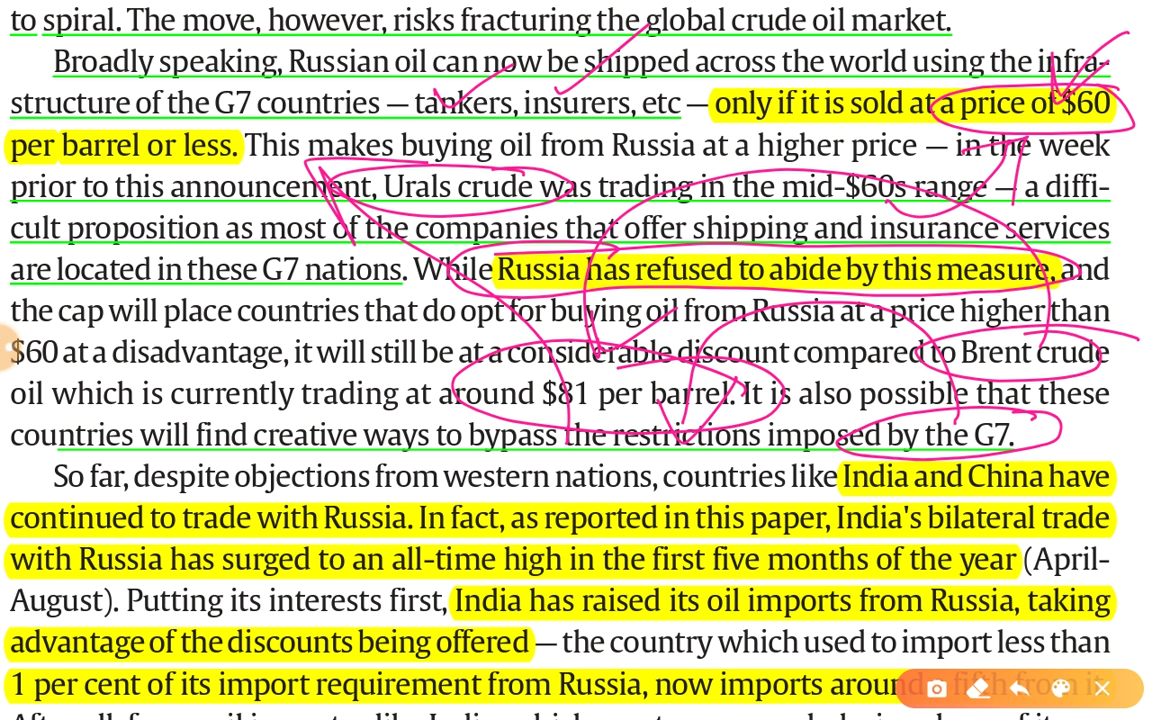 to spiral. The move, however, risks fracturing the global crude oil market.
Broadly speaking, Russian oil can now be shipped across the world using the infra-
structure of the G7 countries — tankers, insurers, etc — only if it is sold at a price of $60
per barrel or less. This makes buying oil from Russia at a higher price — in the week
prior to this announcement, Urals crude was trading in the mid-$60s range — a diffi-
cult proposition as most of the companies that offer shipping and insurance services
are located in these G7 nations. While Russia has refused to abide by this measure, and
the cap will place countries that do opt for buying oil from Russia at a price higher than
$60 at a disadvantage, it will still be at a considerable discount compared to Brent crude
oil which is currently trading at around $81 per barrel. It is also possible that these
countries will find creative ways to bypass the restrictions imposed by the G7.
So far, despite objections from western nations, countries like India and China have
continued to trade with Russia. In fact, as reported in this paper, India's bilateral trade
with Russia has surged to an all-time high in the first five months of the year (April-
August). Putting its interests first, India has raised its oil imports from Russia, taking
advantage of the discounts being offered — the country which used to import less than
1 per cent of its import requirement from Russia, now imports around a fifth from it.